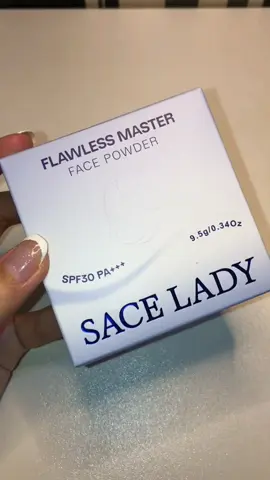 FLAWLESS MASTER
FACE POWDER
SPF30 PA+++
9.5g/0.34Oz
SACE LADY